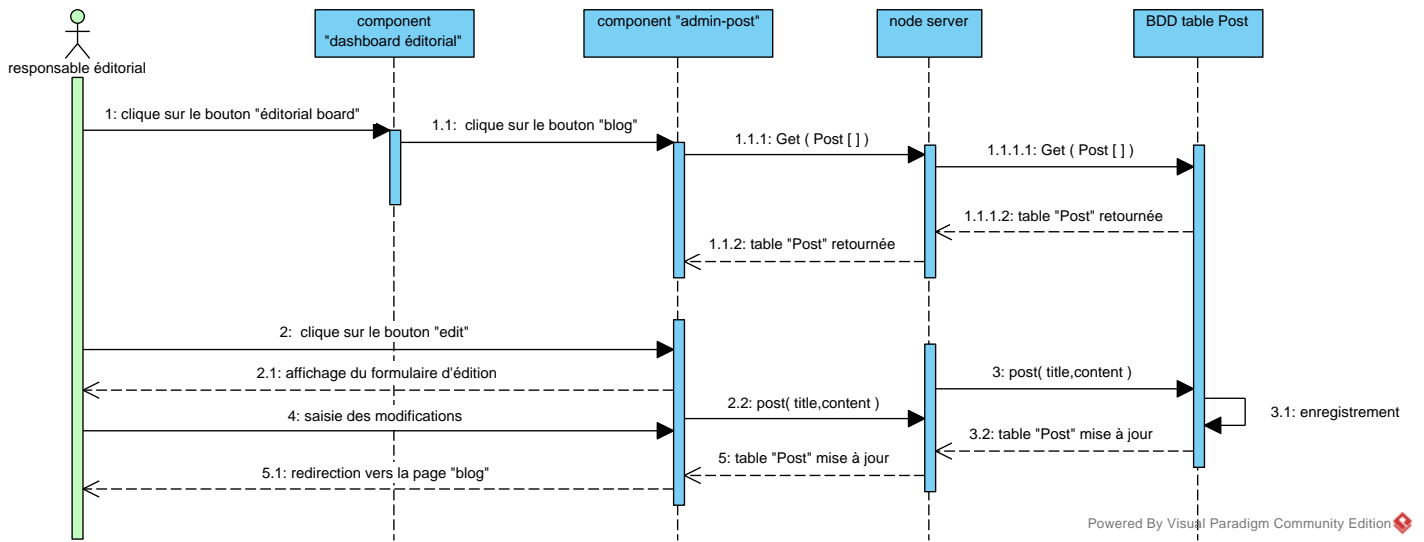 responsable éditorial
component
"dashboard éditorial"
component "admin-post"
node server
BDD table Post
1: clique sur le bouton "éditorial board"
1.1:  clique sur le bouton "blog"
1.1.1: Get ( Post [ ] )
1.1.1.1: Get ( Post [ ] )
1.1.1.2: table "Post" retournée
1.1.2: table "Post" retournée
2:  clique sur le bouton "edit"
2.1: affichage du formulaire d'édition
3: post( title,content )
2.2: post( title,content )
4: saisie des modifications
3.1: enregistrement
3.2: table "Post" mise à jour
5: table "Post" mise à jour
5.1: redirection vers la page "blog"
Powered By Visual Paradigm Community Edition